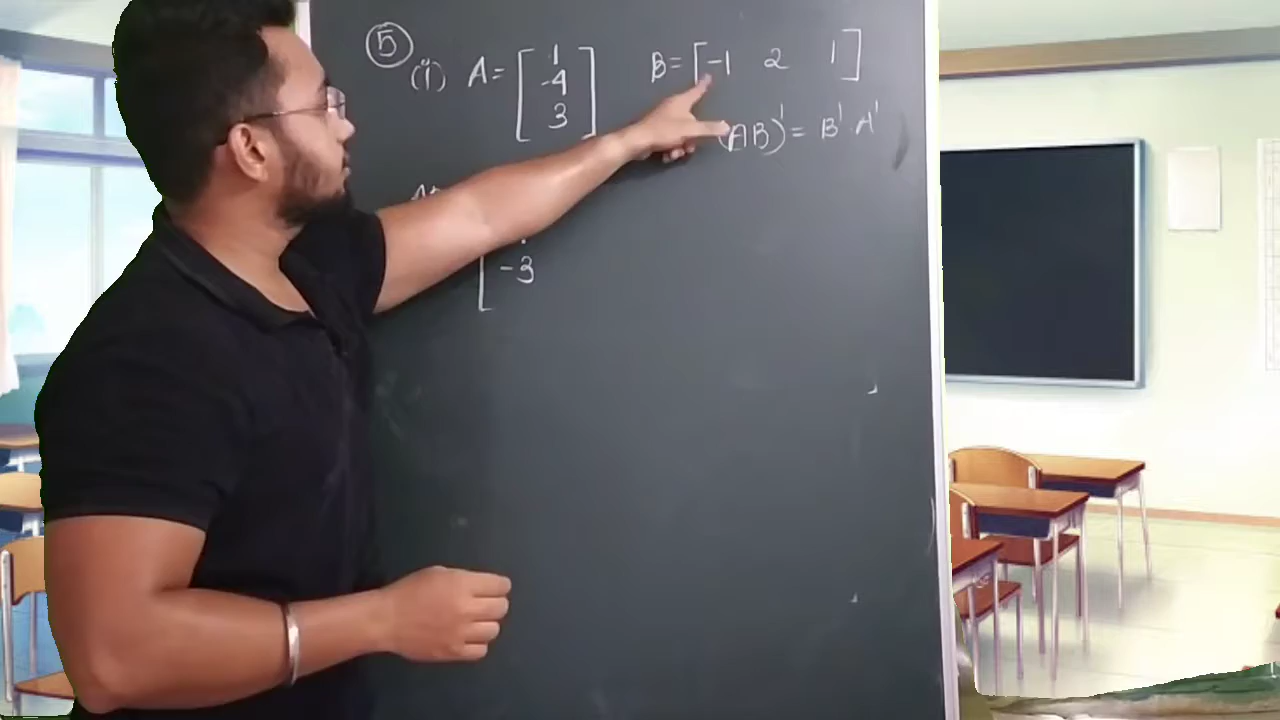 5
(i) A = [ 1 -4 3 ] B = [ -1 2 1 ]
(AB)' = B' A'
[ -3